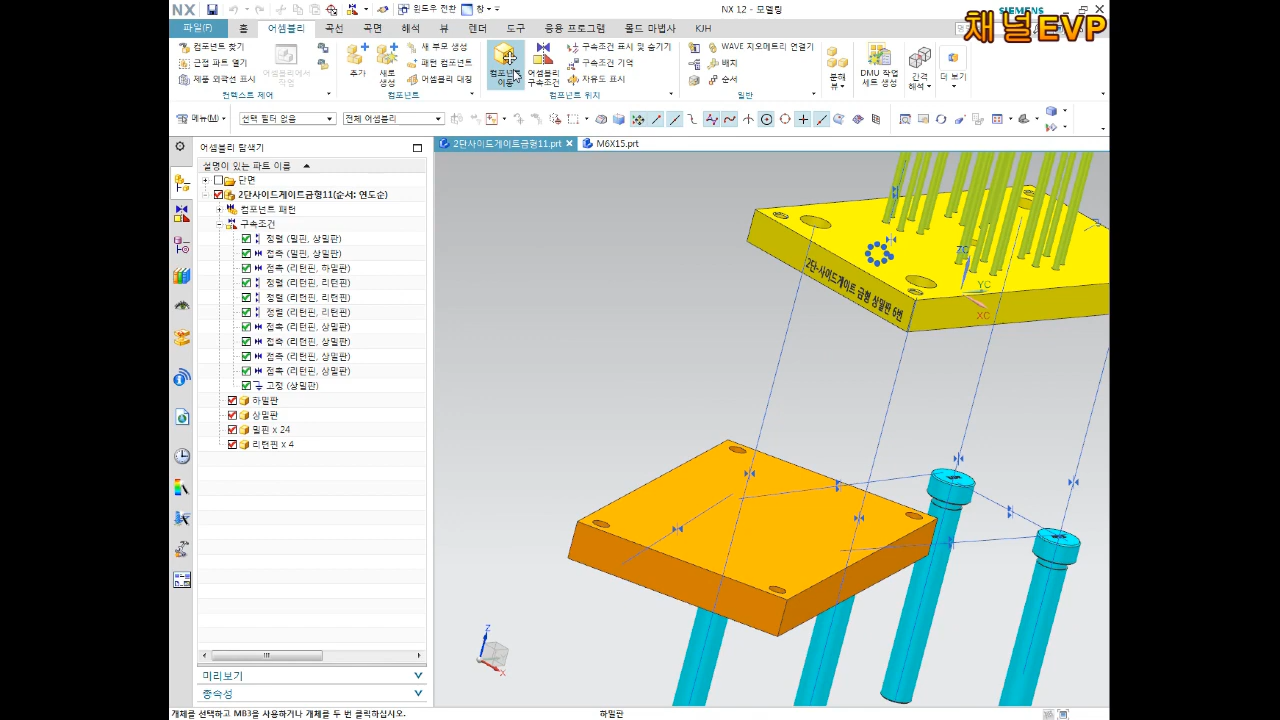 NX
윈도우 전환
창
NX 12 - 모델링
SIEMENS
채널EVP
파일(F)
홈
어셈블리
곡선
곡면
해석
뷰
렌더
도구
응용 프로그램
몰드 마법사
KJH
컴포넌트 찾기
근접 파트 열기
제품 외곽선 표시
어셈블리에서
컨텍스트 제어
추가
새로
생성
새 부모 생성
패턴 컴포넌트
어셈블리 대칭
컴포넌트
컴포넌트
이동
어셈블리
구속조건
구속조건 표시 및 숨기기
구속조건 기억
자유도 표시
컴포넌트 위치
WAVE 지오메트리 연결기
배치
순서
일반
분해
뷰
DMU 작업
세트 생성
간격
해석
더 보기
메뉴(M)
선택 필터 없음
전체 어셈블리
어셈블리 탐색기
2단사이드게이트금형11.prt
M6X15.prt
설명이 있는 파트 이름
단면
2단사이드게이트금형11(순서: 연도순)
컴포넌트 패턴
구속조건
정렬 (밀핀, 상밀판)
접촉 (밀핀, 상밀판)
접촉 (리턴핀, 하밀판)
정렬 (리턴핀, 리턴핀)
정렬 (리턴핀, 리턴핀)
정렬 (리턴핀, 리턴핀)
접촉 (리턴핀, 상밀판)
접촉 (리턴핀, 상밀판)
접촉 (리턴핀, 상밀판)
접촉 (리턴핀, 상밀판)
고정 (상밀판)
하밀판
상밀판
밀핀 x 24
리턴핀 x 4
2단-사이드게이트 금형 상밀판 6번
ZC
YC
XC
Z
X
미리보기
종속성
개체를 선택하고 MB3을 사용하거나 개체를 두 번 클릭하십시오.
하밀판